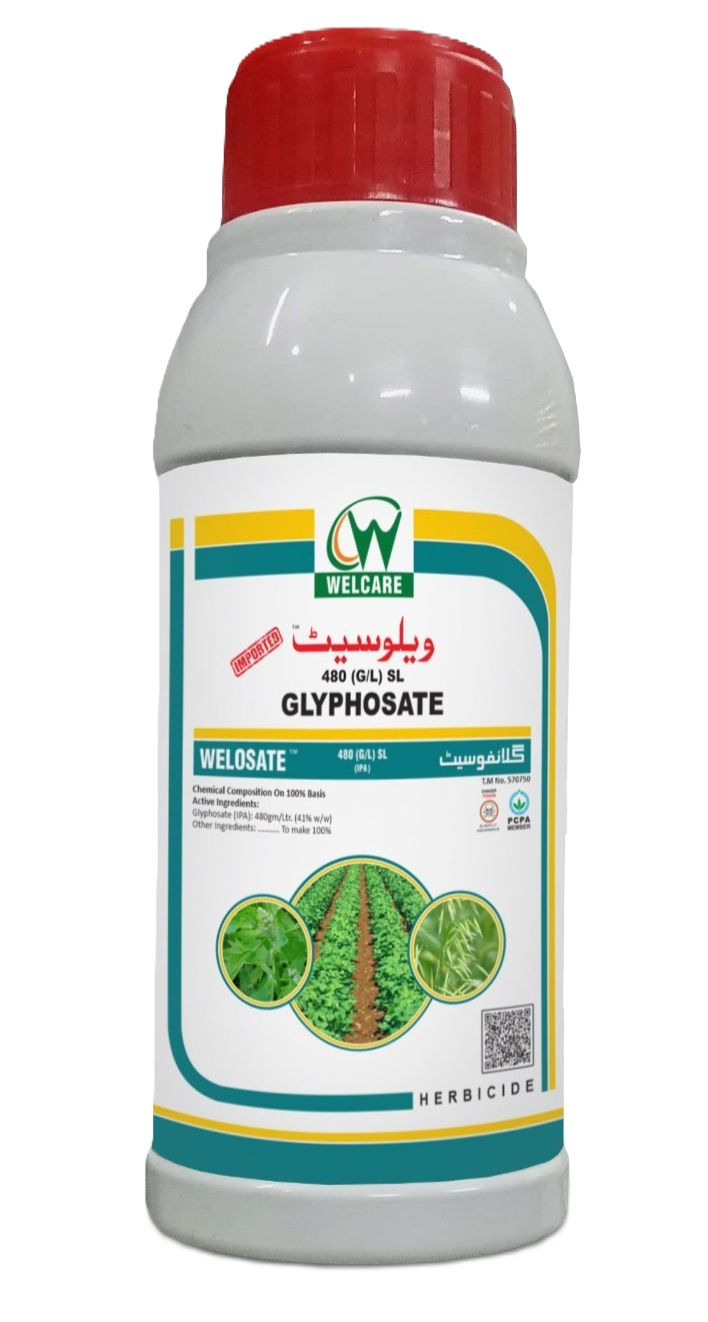 W
WELCARE
ویلوسیٹ™
IMPORTED
480 (G/L) SL
GLYPHOSATE
WELOSATE™
480 (G/L) SL
(IPA)
گلائفوسیٹ
T.M No. 570750
Chemical Composition On 100% Basis
Active Ingredients:
Glyphosate (IPA): 480gm/Ltr. (41% w/w)
Other Ingredients: .......... To make 100%
DANGER
POISON
PCPA
MEMBER
HERBICIDE